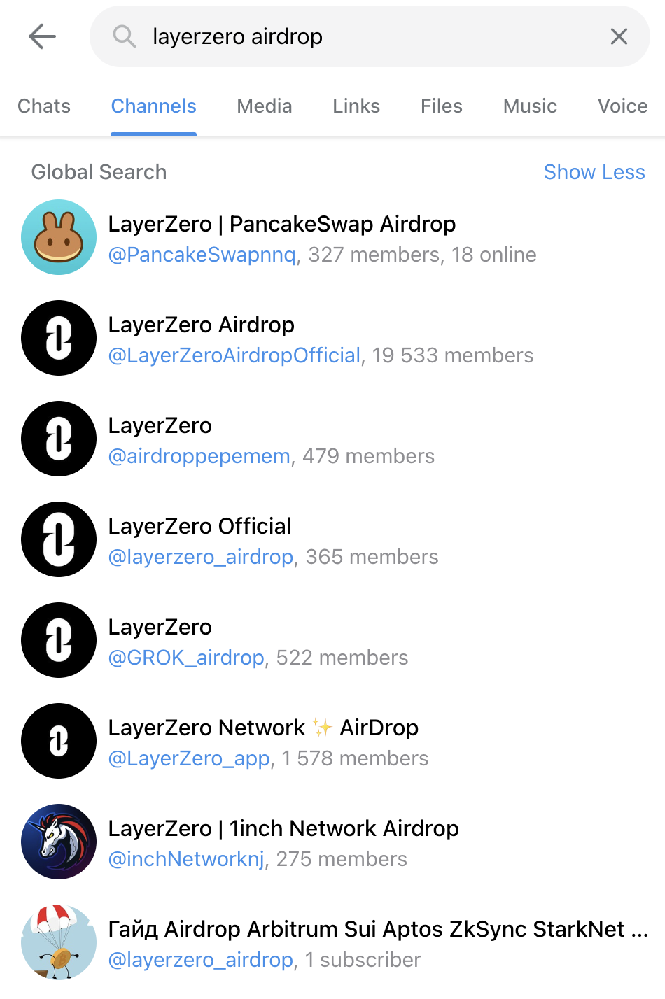 layerzero airdrop
Chats Channels Media Links Files Music Voice
Global Search Show Less
LayerZero | PancakeSwap Airdrop
@PancakeSwapnnq, 327 members, 18 online
LayerZero Airdrop
@LayerZeroAirdropOfficial, 19 533 members
LayerZero
@airdroppepemem, 479 members
LayerZero Official
@layerzero_airdrop, 365 members
LayerZero
@GROK_airdrop, 522 members
LayerZero Network ✨ AirDrop
@LayerZero_app, 1 578 members
LayerZero | 1inch Network Airdrop
@inchNetworknj, 275 members
Гайд Airdrop Arbitrum Sui Aptos ZkSync StarkNet ...
@layerzero_airdrop, 1 subscriber